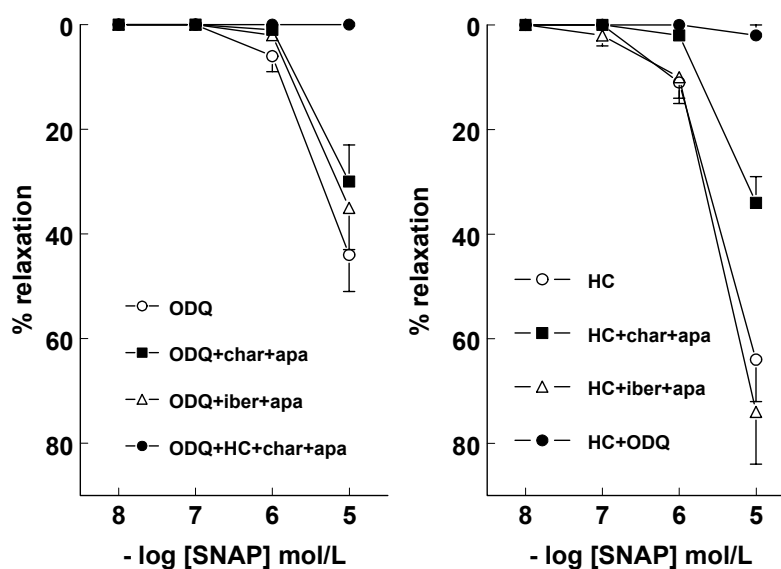 0
20
40
60
80
% relaxation
ODQ
ODQ+char+apa
ODQ+iber+apa
ODQ+HC+char+apa
8 7 6 5
- log [SNAP] mol/L
0
20
40
60
80
% relaxation
HC
HC+char+apa
HC+iber+apa
HC+ODQ
8 7 6 5
- log [SNAP] mol/L